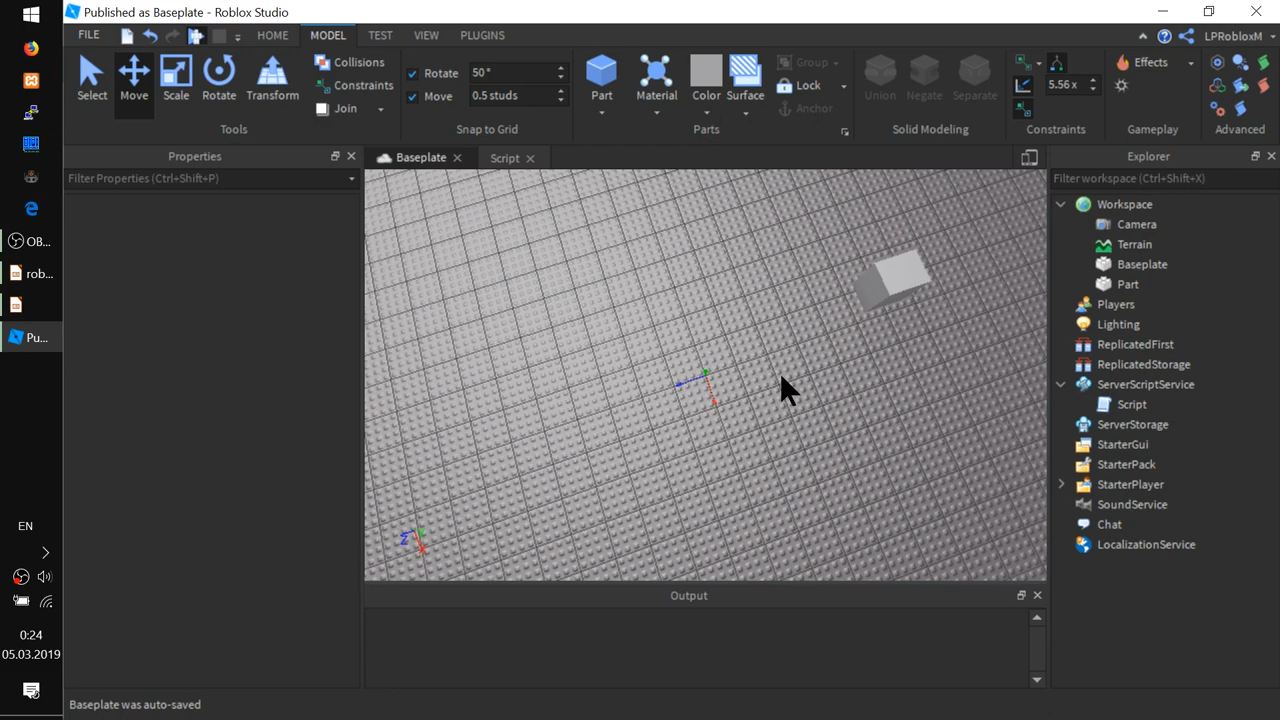 Published as Baseplate - Roblox Studio
FILE HOME MODEL TEST VIEW PLUGINS LPRobloxM
Select Move Scale Rotate Transform
Tools
Collisions
Constraints
Join
Rotate 50°
Move 0.5 studs
Snap to Grid
Part Material Color Surface
Group
Lock
Anchor
Parts
Union Negate Separate
Solid Modeling
5.56 x
Constraints
Effects
Gameplay
Advanced
Properties
Filter Properties (Ctrl+Shift+P)
Baseplate Script
Z Y X
Explorer
Filter workspace (Ctrl+Shift+X)
Workspace
Camera
Terrain
Baseplate
Part
Players
Lighting
ReplicatedFirst
ReplicatedStorage
ServerScriptService
Script
ServerStorage
StarterGui
StarterPack
StarterPlayer
SoundService
Chat
LocalizationService
Output
Baseplate was auto-saved
OB...
rob...
Pu...
EN
0:24
05.03.2019